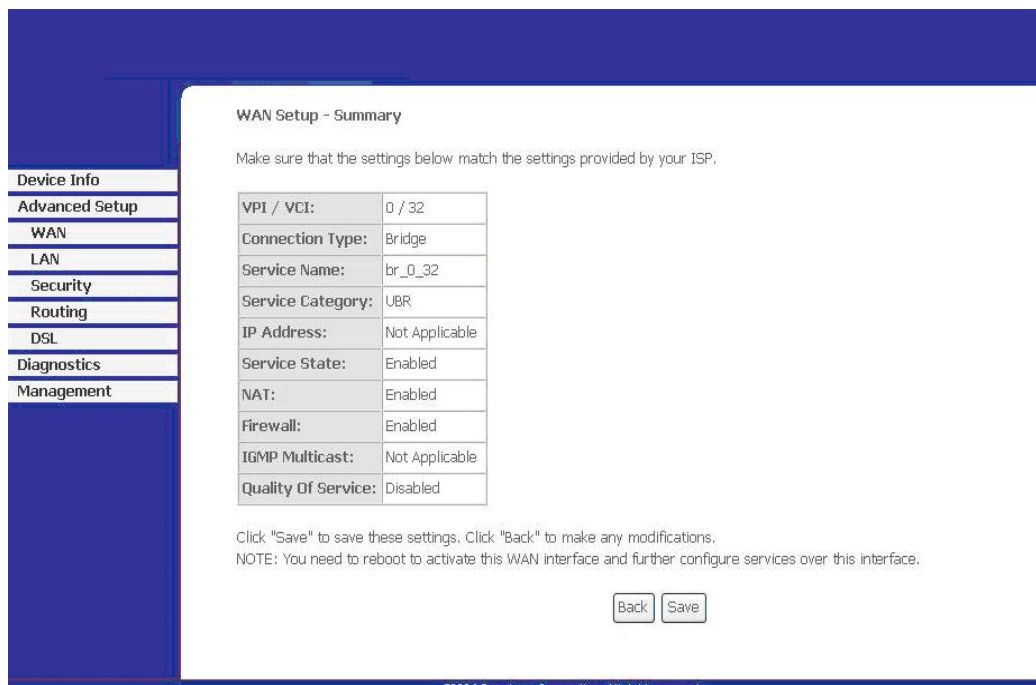 WAN Setup - Summary
Make sure that the settings below match the settings provided by your ISP.
Device Info
Advanced Setup
WAN
LAN
Security
Routing
DSL
Diagnostics
Management
VPI / VCI: 0 / 32
Connection Type: Bridge
Service Name: br_0_32
Service Category: UBR
IP Address: Not Applicable
Service State: Enabled
NAT: Enabled
Firewall: Enabled
IGMP Multicast: Not Applicable
Quality Of Service: Disabled
Click "Save" to save these settings. Click "Back" to make any modifications.
NOTE: You need to reboot to activate this WAN interface and further configure services over this interface.
Back Save